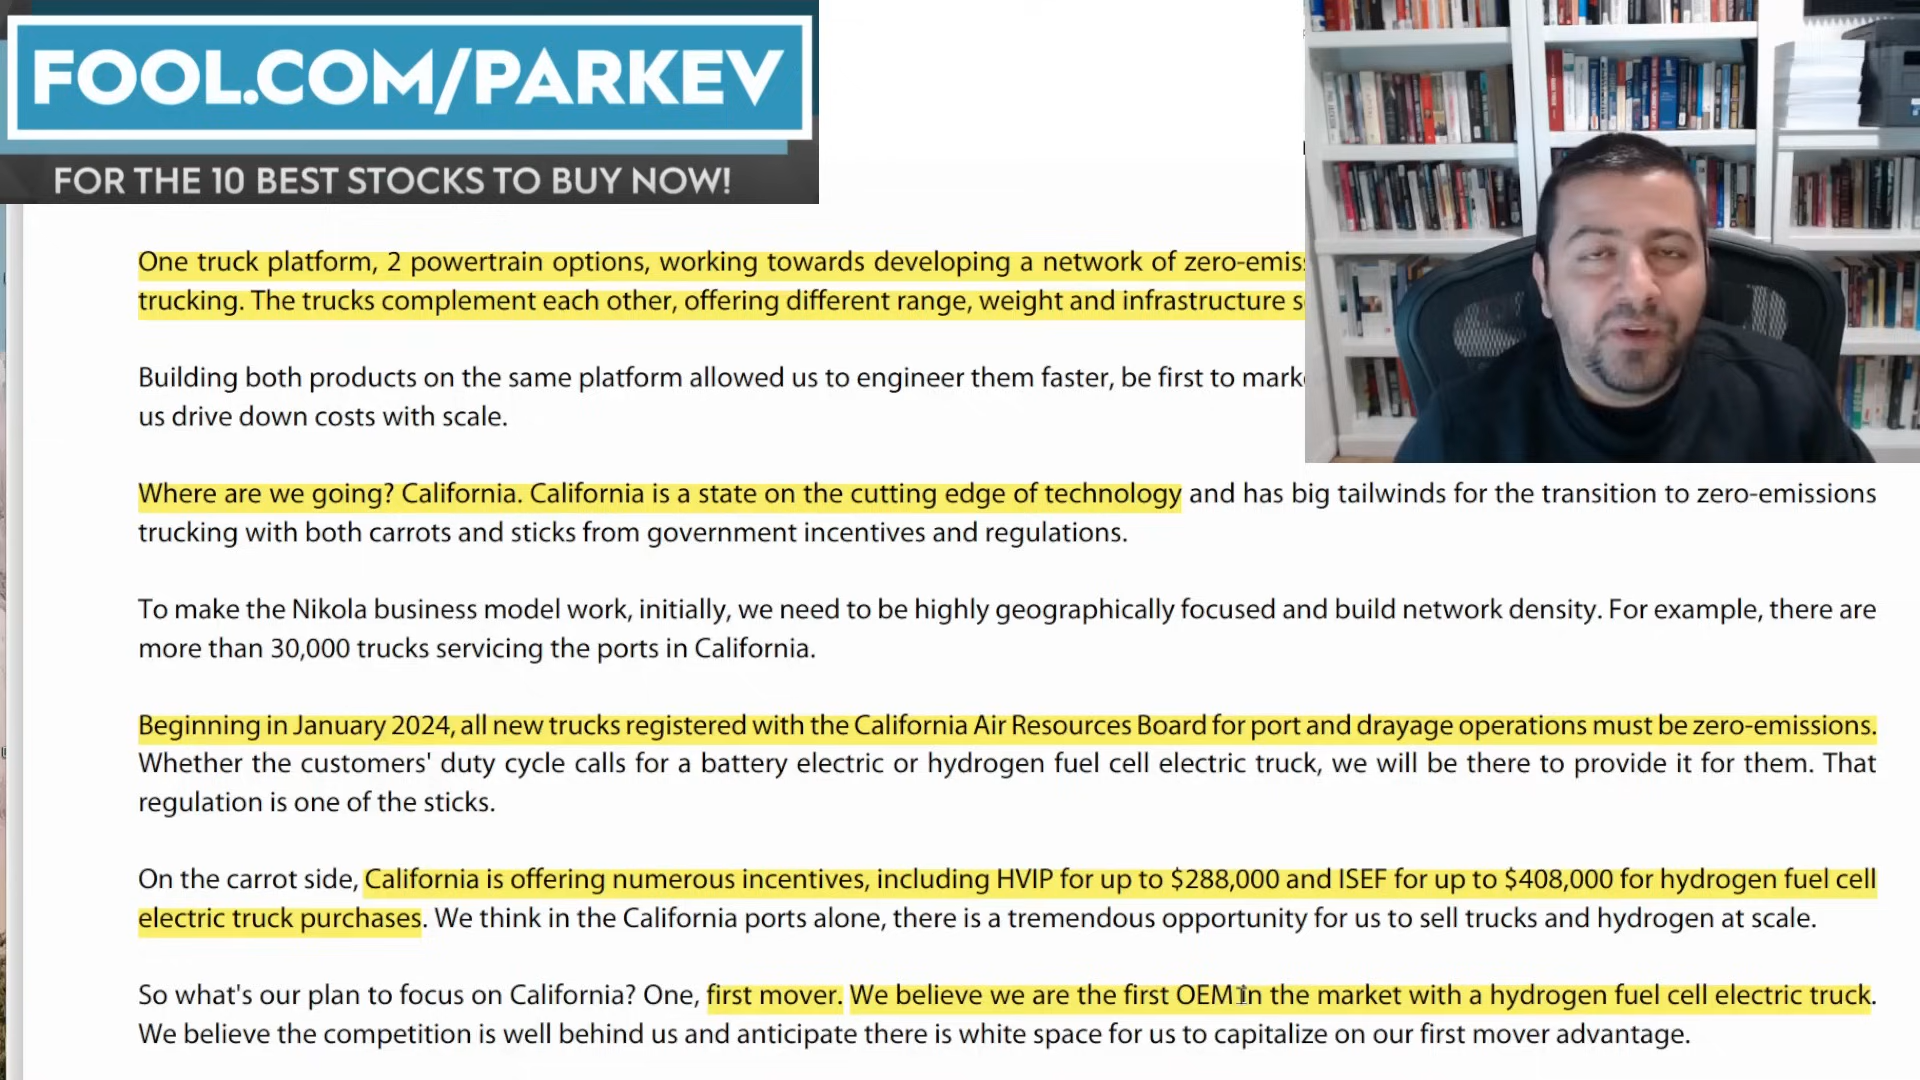 FOOL.COM/PARKEV
FOR THE 10 BEST STOCKS TO BUY NOW!
One truck platform, 2 powertrain options, working towards developing a network of zero-emiss
trucking. The trucks complement each other, offering different range, weight and infrastructure s
Building both products on the same platform allowed us to engineer them faster, be first to mark
us drive down costs with scale.
Where are we going? California. California is a state on the cutting edge of technology and has big tailwinds for the transition to zero-emissions
trucking with both carrots and sticks from government incentives and regulations.
To make the Nikola business model work, initially, we need to be highly geographically focused and build network density. For example, there are
more than 30,000 trucks servicing the ports in California.
Beginning in January 2024, all new trucks registered with the California Air Resources Board for port and drayage operations must be zero-emissions.
Whether the customers' duty cycle calls for a battery electric or hydrogen fuel cell electric truck, we will be there to provide it for them. That
regulation is one of the sticks.
On the carrot side, California is offering numerous incentives, including HVIP for up to $288,000 and ISEF for up to $408,000 for hydrogen fuel cell
electric truck purchases. We think in the California ports alone, there is a tremendous opportunity for us to sell trucks and hydrogen at scale.
So what's our plan to focus on California? One, first mover. We believe we are the first OEM in the market with a hydrogen fuel cell electric truck.
We believe the competition is well behind us and anticipate there is white space for us to capitalize on our first mover advantage.